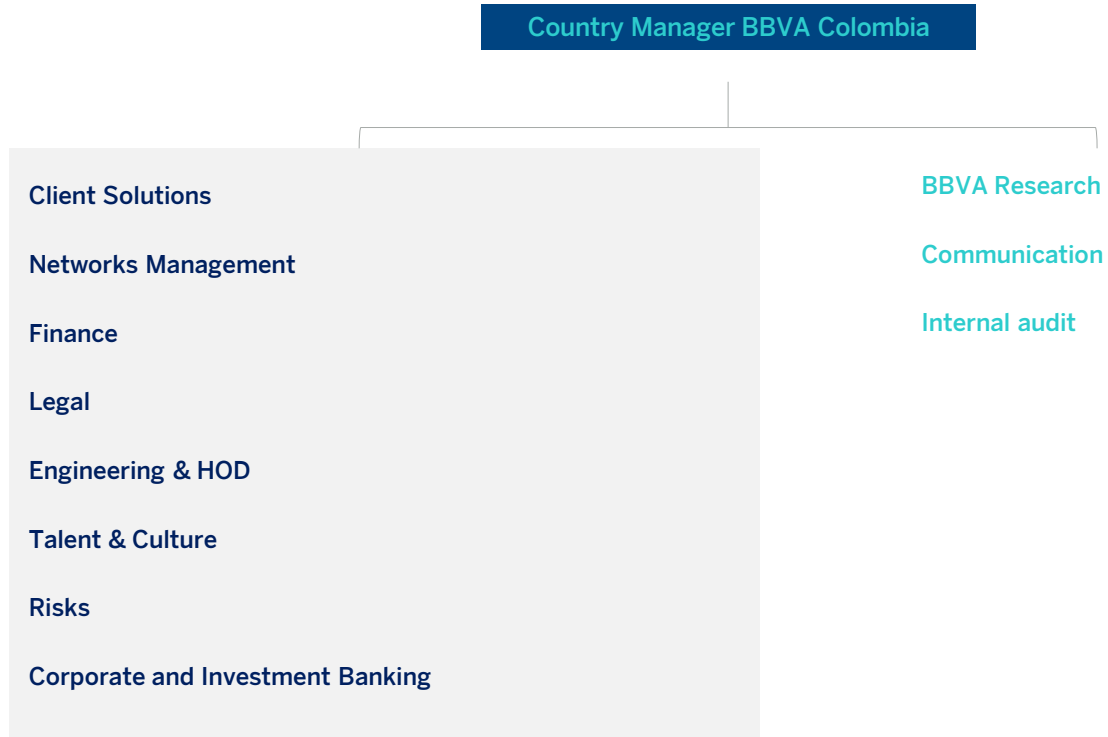 Country Manager BBVA Colombia
Client Solutions
Networks Management
Finance
Legal
Engineering & HOD
Talent & Culture
Risks
Corporate and Investment Banking
BBVA Research
Communication
Internal audit